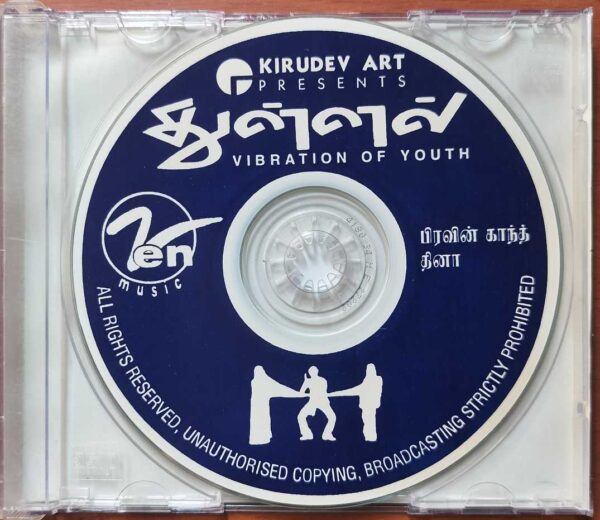 KIRUDEV ART
PRESENTS
துள்ளல்
VIBRATION OF YOUTH
Zen
music
பிரவின் காந்த்
தினா
ALL RIGHTS RESERVED, UNAUTHORISED COPYING, BROADCASTING STRICTLY PROHIBITED